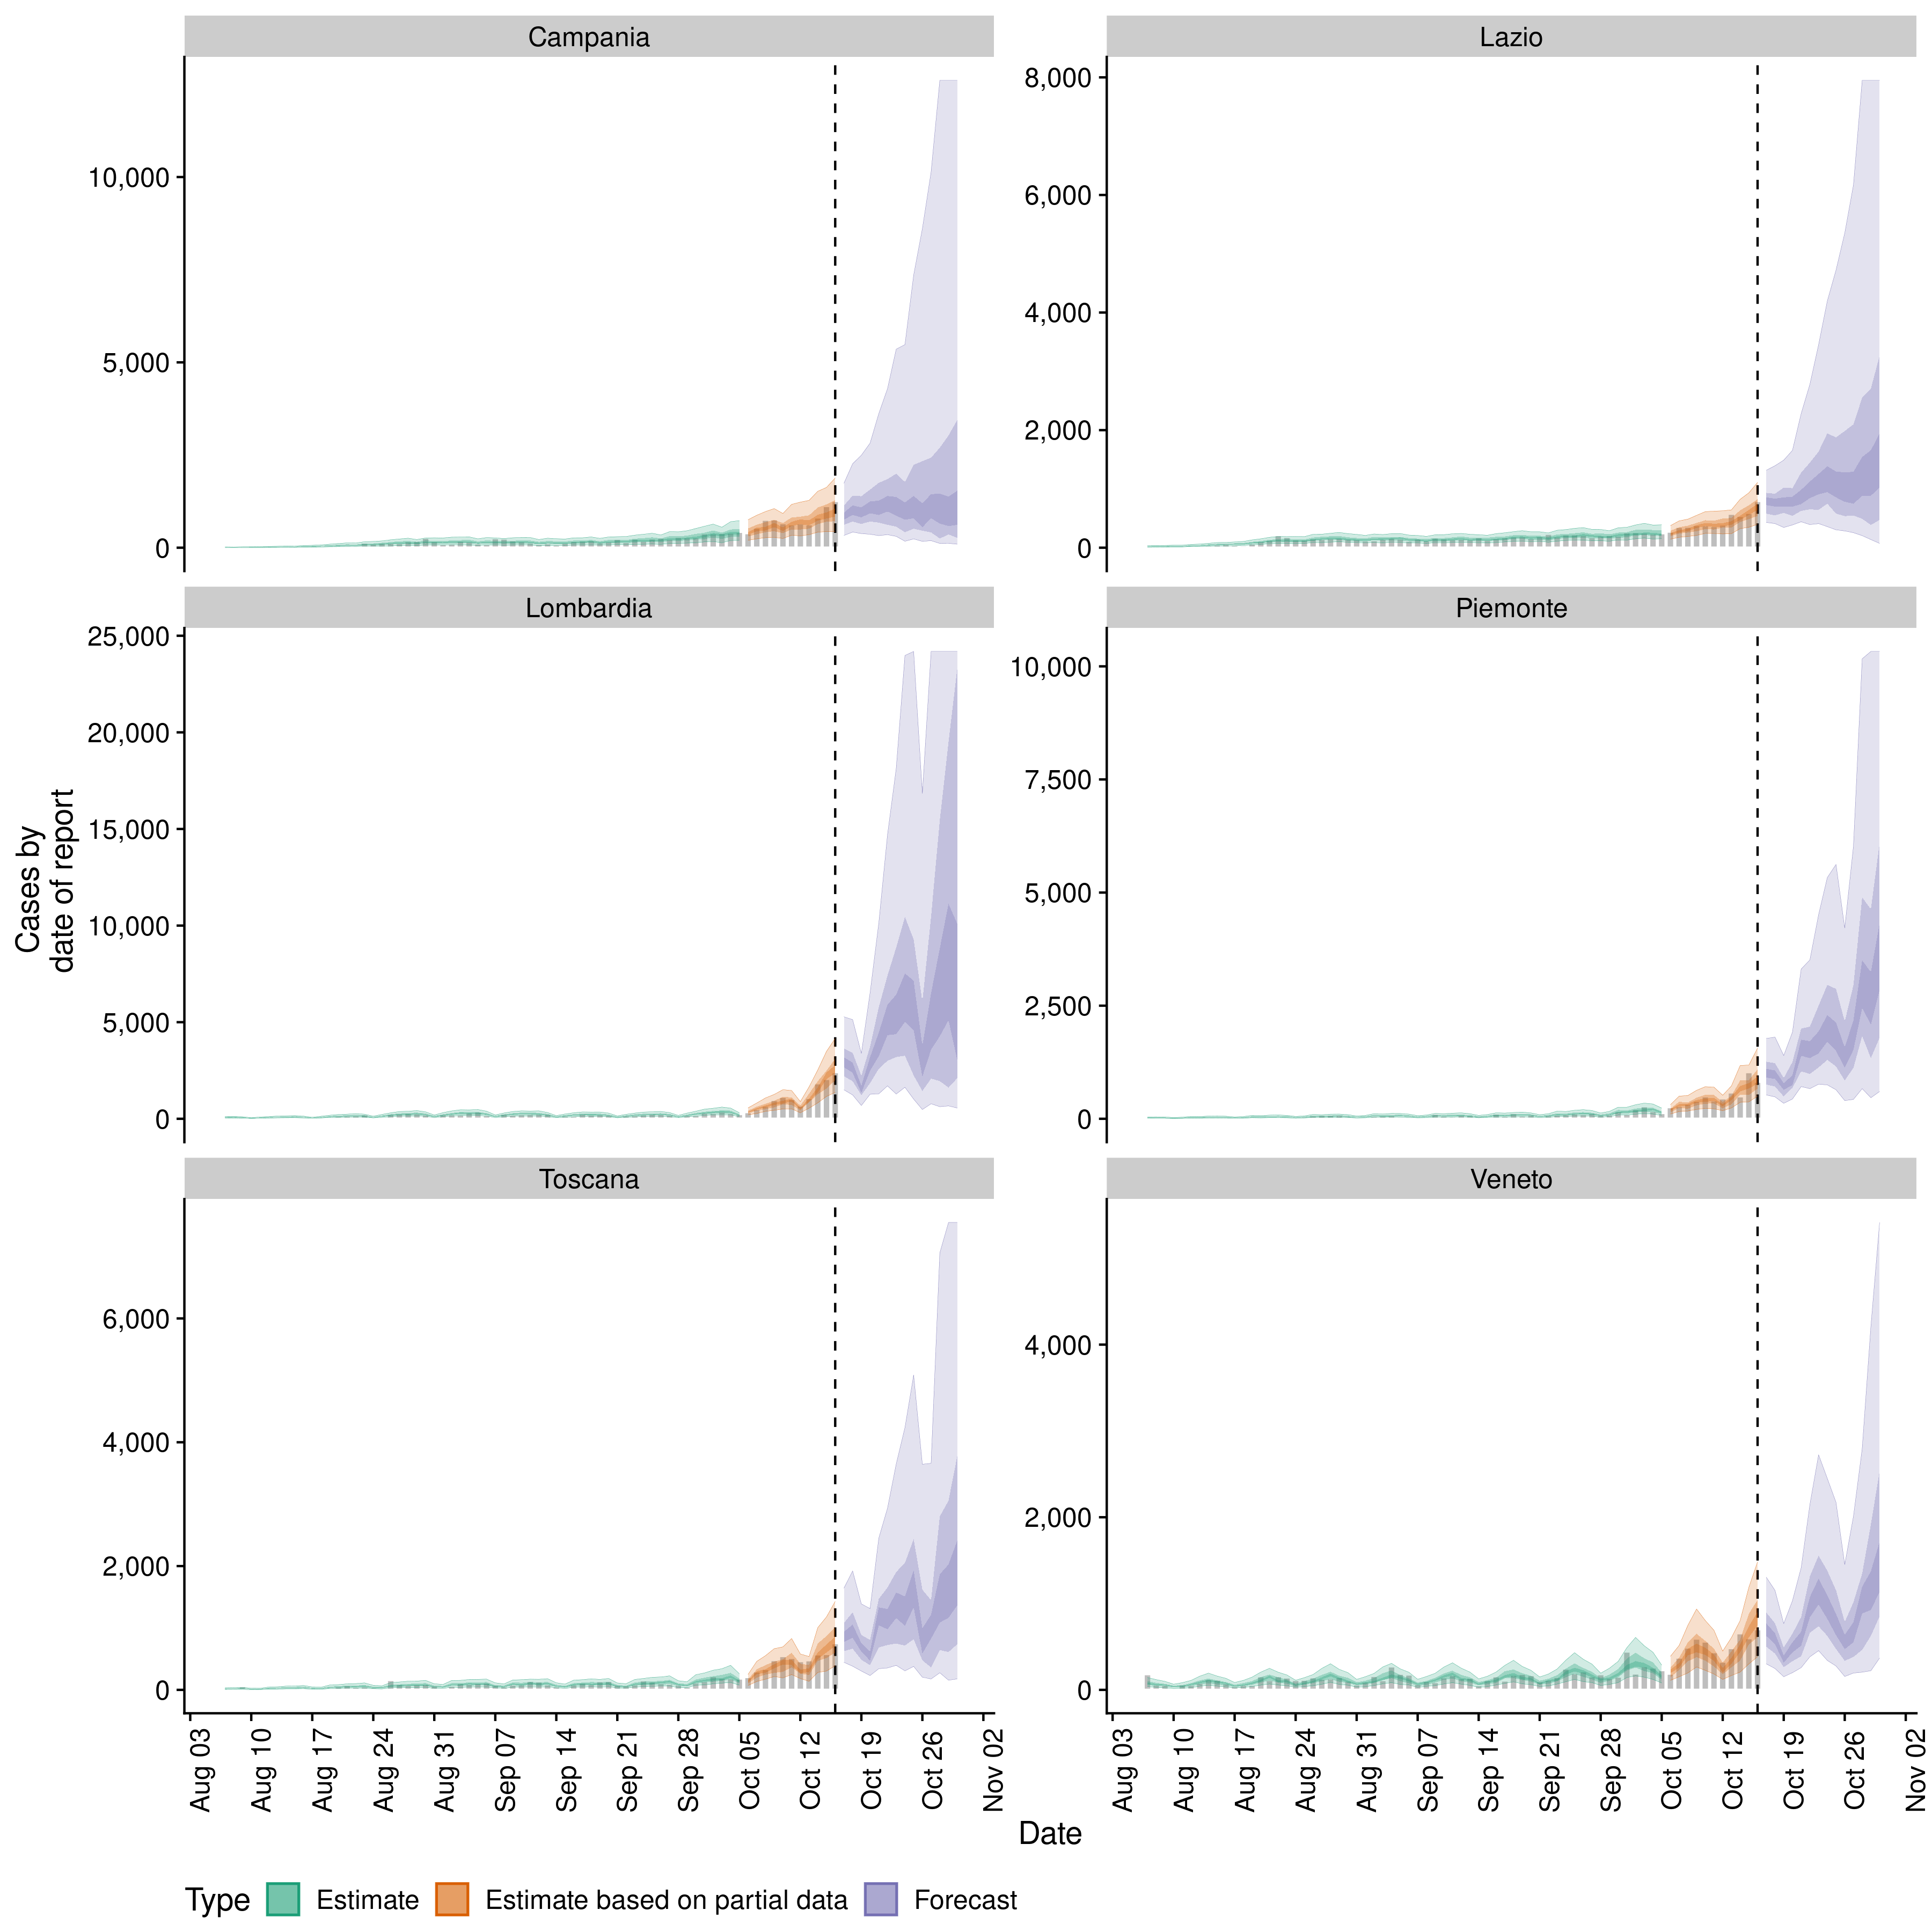 Campania
Lazio
10,000
5,000
0
8,000
6,000
4,000
2,000
0
Lombardia
Piemonte
25,000
20,000
15,000
10,000
5,000
0
10,000
7,500
5,000
2,500
0
Cases by
date of report
Toscana
Veneto
6,000
4,000
2,000
0
4,000
2,000
0
Aug 03
Aug 10
Aug 17
Aug 24
Aug 31
Sep 07
Sep 14
Sep 21
Sep 28
Oct 05
Oct 12
Oct 19
Oct 26
Nov 02
Aug 03
Aug 10
Aug 17
Aug 24
Aug 31
Sep 07
Sep 14
Sep 21
Sep 28
Oct 05
Oct 12
Oct 19
Oct 26
Nov 02
Date
Type Estimate Estimate based on partial data Forecast